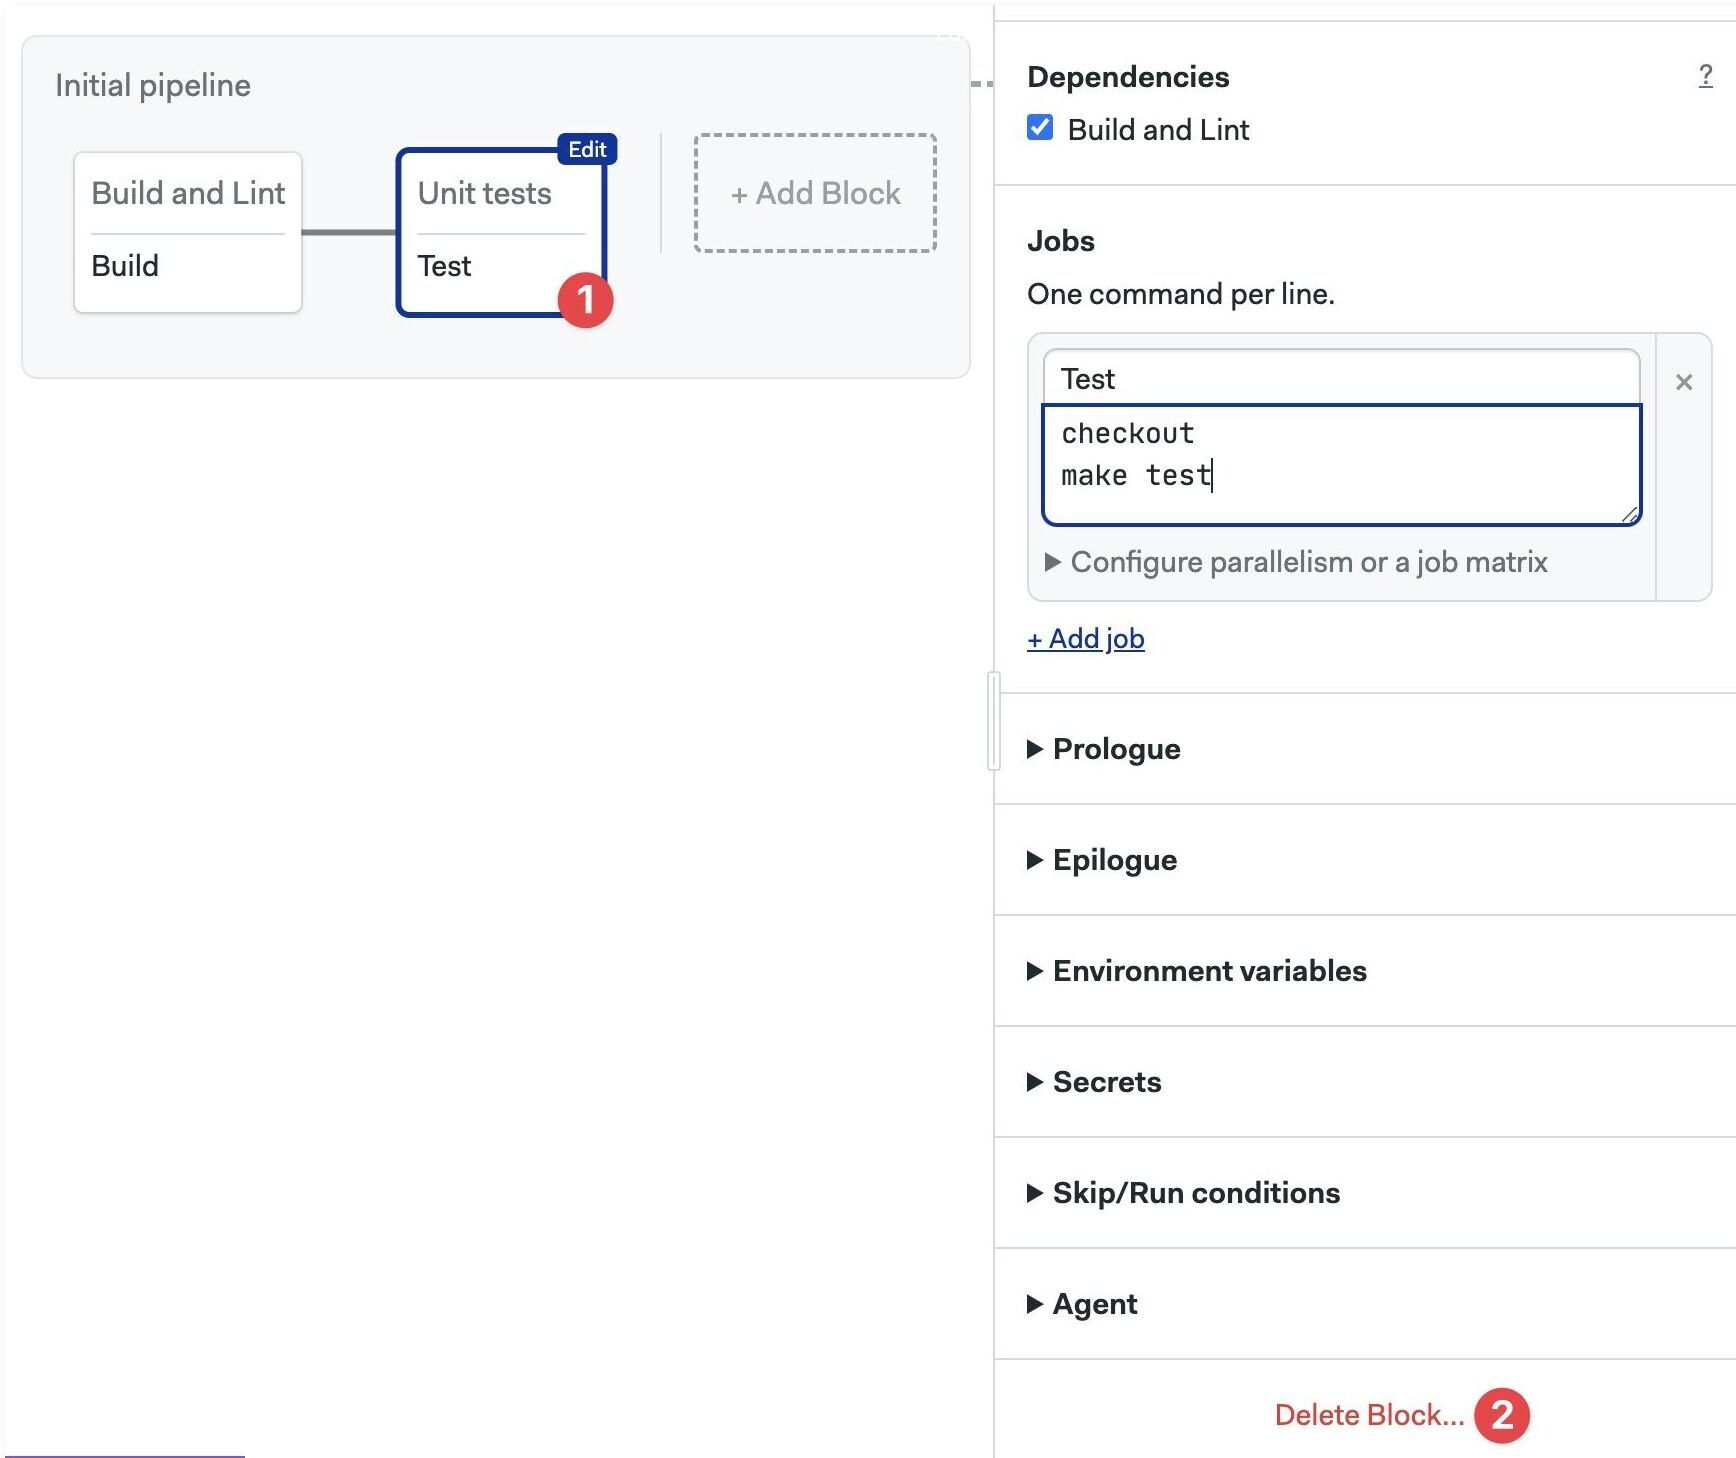 Initial pipeline
Build and Lint
Build
Edit
Unit tests
Test
1
+ Add Block
Dependencies
?
Build and Lint
Jobs
One command per line.
Test
×
checkout
make test
Configure parallelism or a job matrix
+ Add job
Prologue
Epilogue
Environment variables
Secrets
Skip/Run conditions
Agent
Delete Block... 2